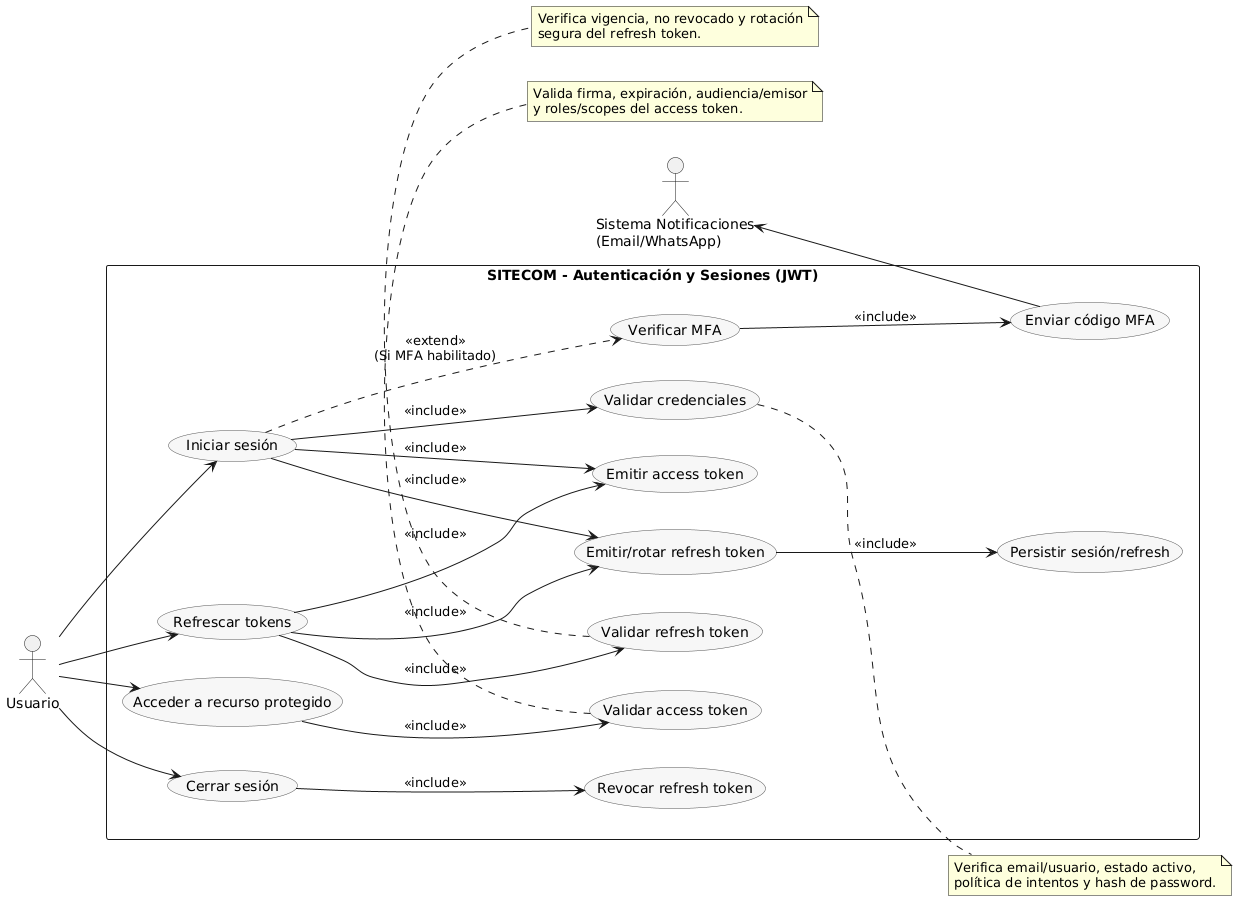 Verifica vigencia, no revocado y rotación
segura del refresh token.
Valida firma, expiración, audiencia/emisor
y roles/scopes del access token.
Sistema Notificaciones
(Email/WhatsApp)
SITECOM - Autenticación y Sesiones (JWT)
Verificar MFA
«include»
Enviar código MFA
«extend»
(Si MFA habilitado)
Validar credenciales
«include»
Iniciar sesión
«include»
Emitir access token
«include»
«include»
Emitir/rotar refresh token
«include»
Persistir sesión/refresh
Refrescar tokens
«include»
Validar refresh token
«include»
Usuario
Acceder a recurso protegido
Validar access token
«include»
Cerrar sesión
«include»
Revocar refresh token
Verifica email/usuario, estado activo,
política de intentos y hash de password.